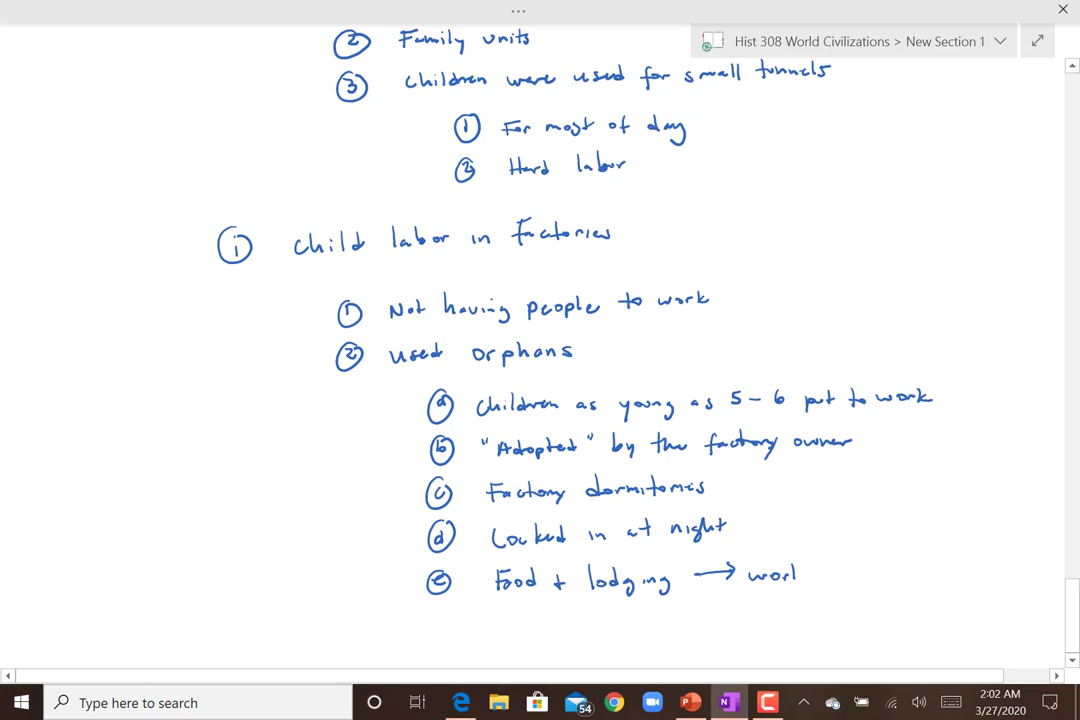 ② Family units
Hist 308 World Civilizations > New Section 1
③ Children were used for small tunnels
① For most of day
② Hard labor
ⓘ Child labor in Factories
① Not having people to work
② Used orphans
ⓐ Children as young as 5 - 6 put to work
ⓑ "Adopted" by the factory owner
ⓒ Factory dormitories
ⓓ Locked in at night
ⓔ Food + lodging → worl
Type here to search
54
2:02 AM
3/27/2020